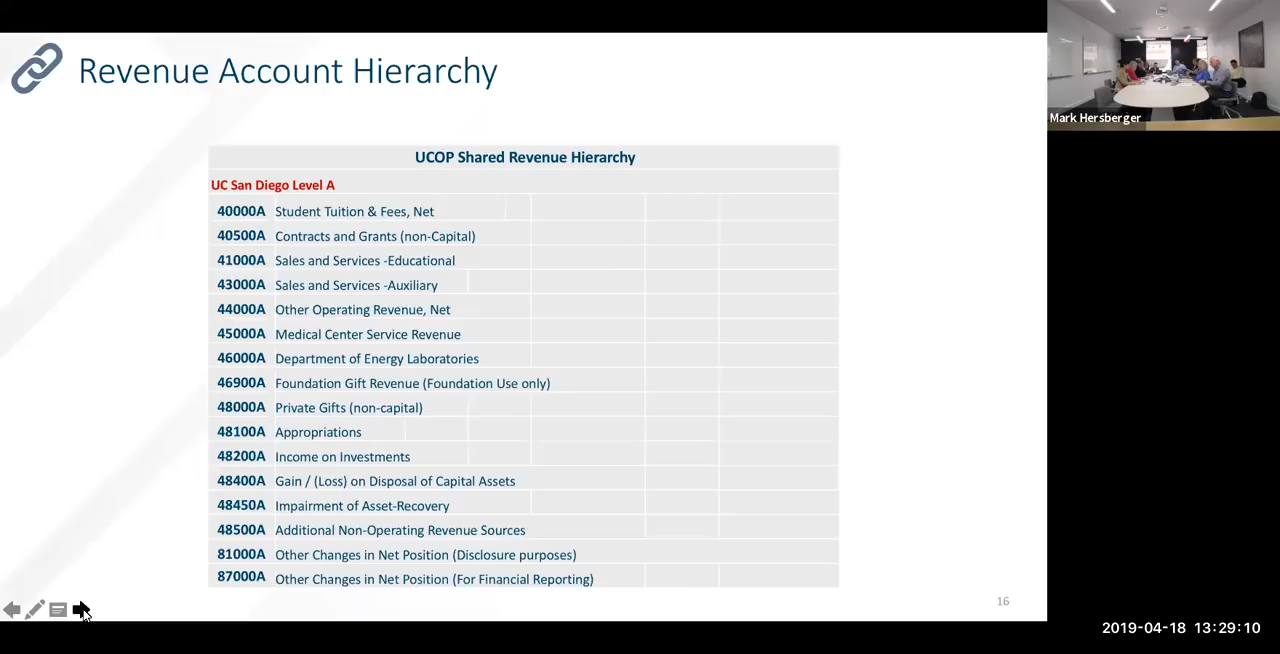 Revenue Account Hierarchy
UCOP Shared Revenue Hierarchy
UC San Diego Level A
40000A Student Tuition & Fees, Net
40500A Contracts and Grants (non-Capital)
41000A Sales and Services -Educational
43000A Sales and Services -Auxiliary
44000A Other Operating Revenue, Net
45000A Medical Center Service Revenue
46000A Department of Energy Laboratories
46900A Foundation Gift Revenue (Foundation Use only)
48000A Private Gifts (non-capital)
48100A Appropriations
48200A Income on Investments
48400A Gain / (Loss) on Disposal of Capital Assets
48450A Impairment of Asset-Recovery
48500A Additional Non-Operating Revenue Sources
81000A Other Changes in Net Position (Disclosure purposes)
87000A Other Changes in Net Position (For Financial Reporting)
16
Mark Hersberger
2019-04-18 13:29:10